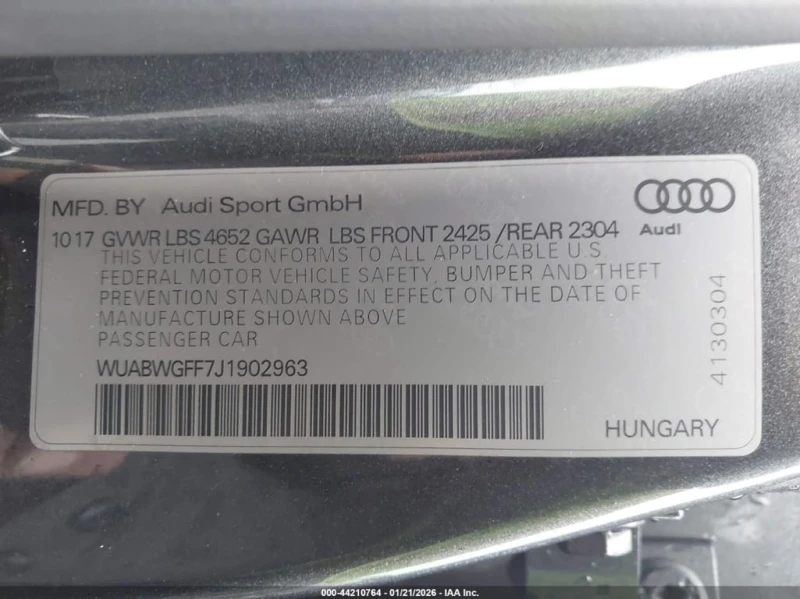 MFD. BY Audi Sport GmbH
Audi
1017 GVWR LBS 4652 GAWR LBS FRONT 2425 /REAR 2304
THIS VEHICLE CONFORMS TO ALL APPLICABLE U.S.
FEDERAL MOTOR VEHICLE SAFETY, BUMPER AND THEFT
PREVENTION STANDARDS IN EFFECT ON THE DATE OF
MANUFACTURE SHOWN ABOVE
PASSENGER CAR
WUABWGFF7J1902963
4130304
HUNGARY
000-44210764 - 01/21/2026 - IAA Inc.